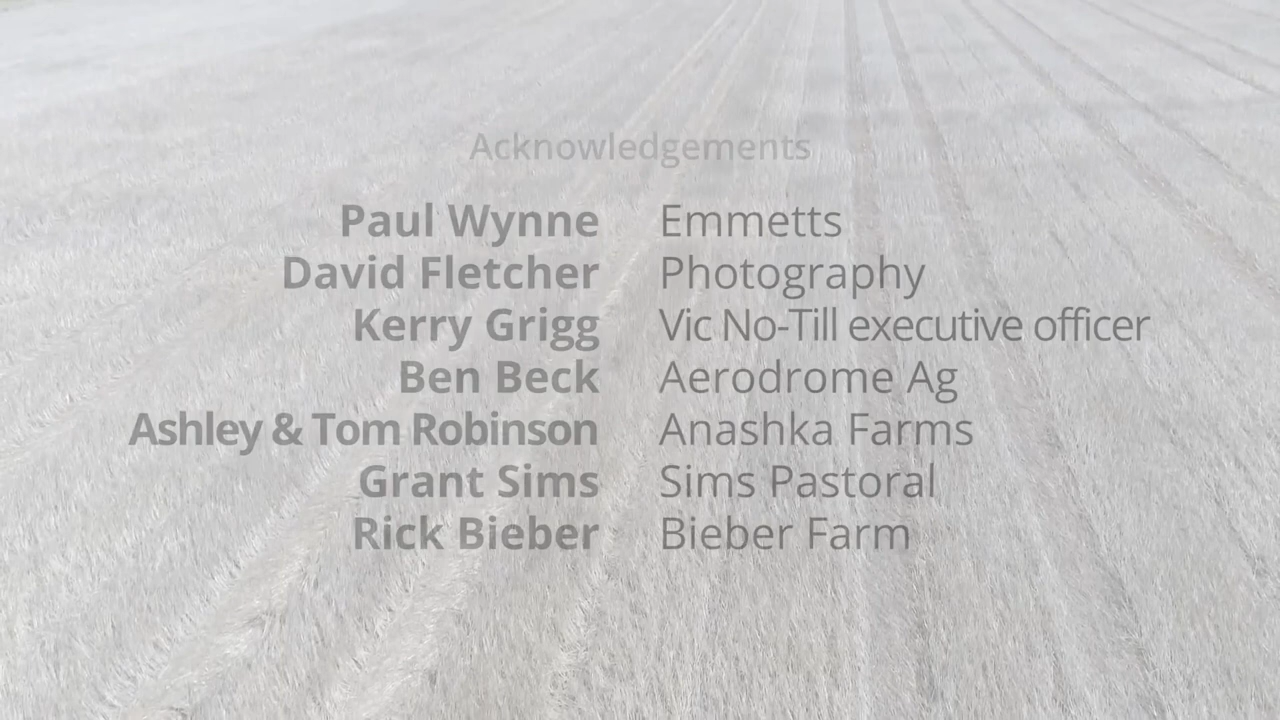 Acknowledgements
Paul Wynne Emmetts
David Fletcher Photography
Kerry Grigg Vic No-Till executive officer
Ben Beck Aerodrome Ag
Ashley & Tom Robinson Anashka Farms
Grant Sims Sims Pastoral
Rick Bieber Bieber Farm